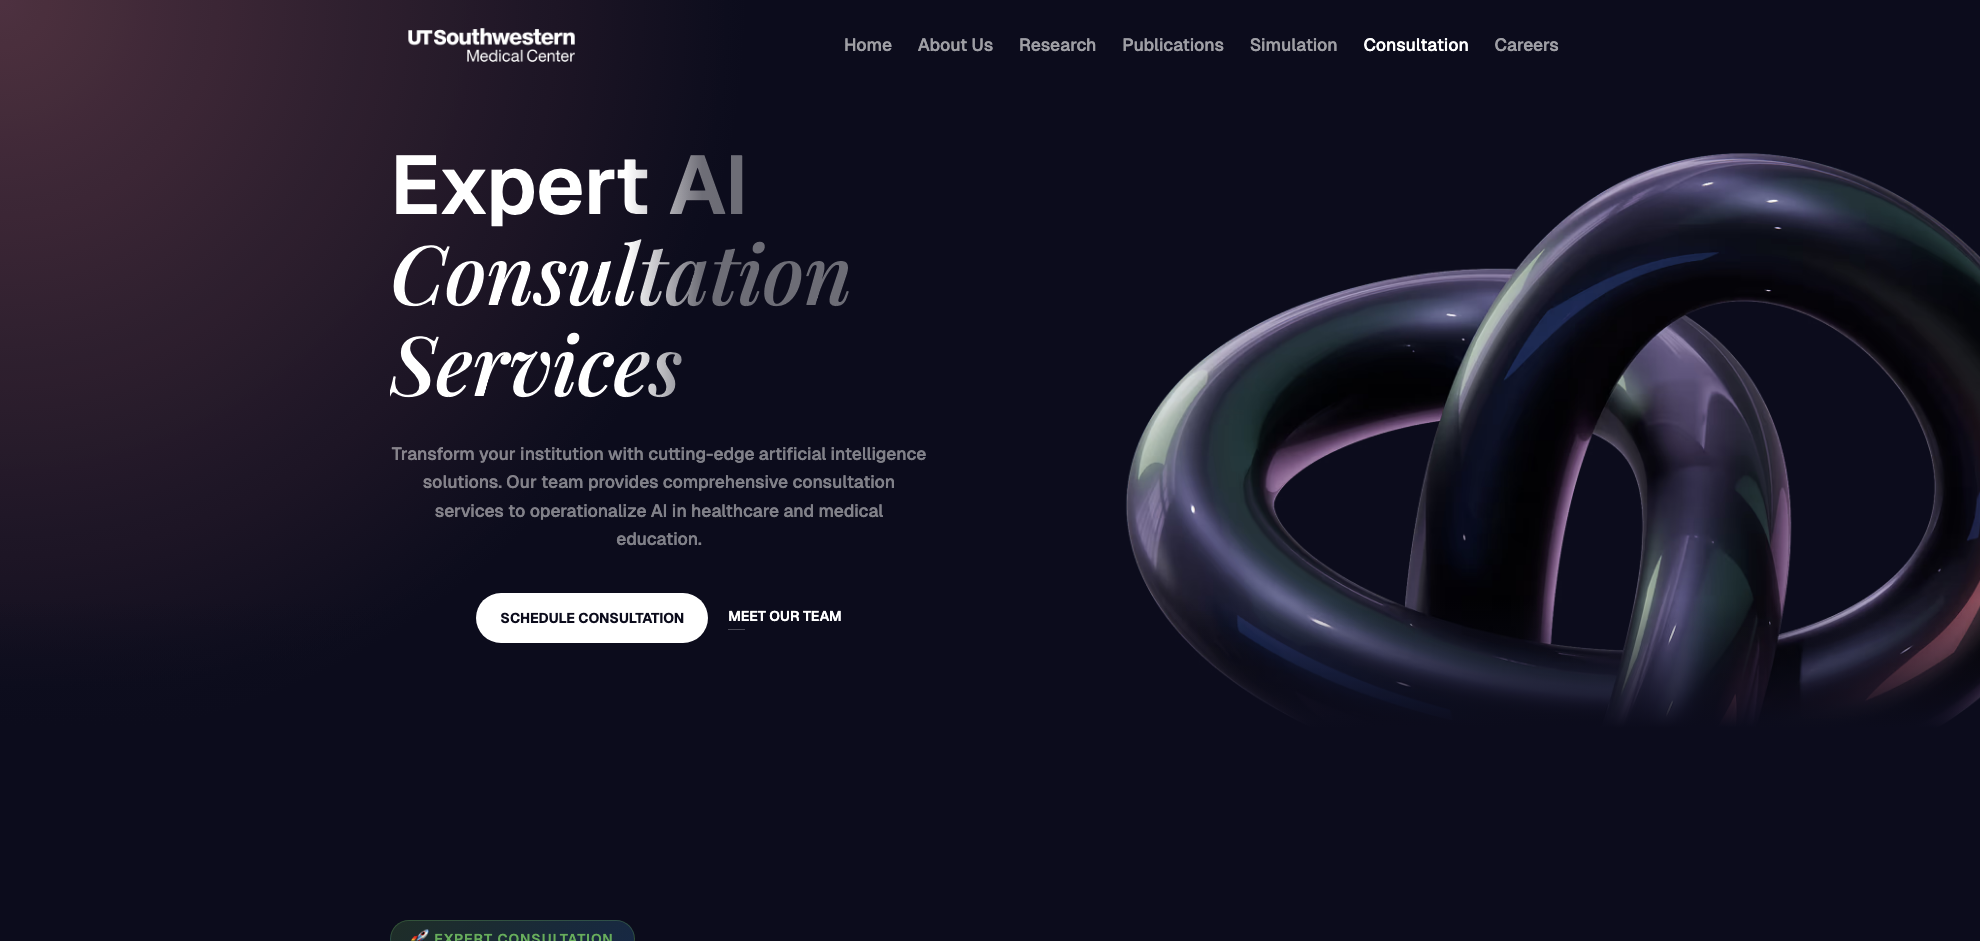 UTSouthwestern
Medical Center
Home About Us Research Publications Simulation Consultation Careers
Expert AI
Consultation
Services
Transform your institution with cutting-edge artificial intelligence
solutions. Our team provides comprehensive consultation
services to operationalize AI in healthcare and medical
education.
SCHEDULE CONSULTATION MEET OUR TEAM
🚀 EXPERT CONSULTATION